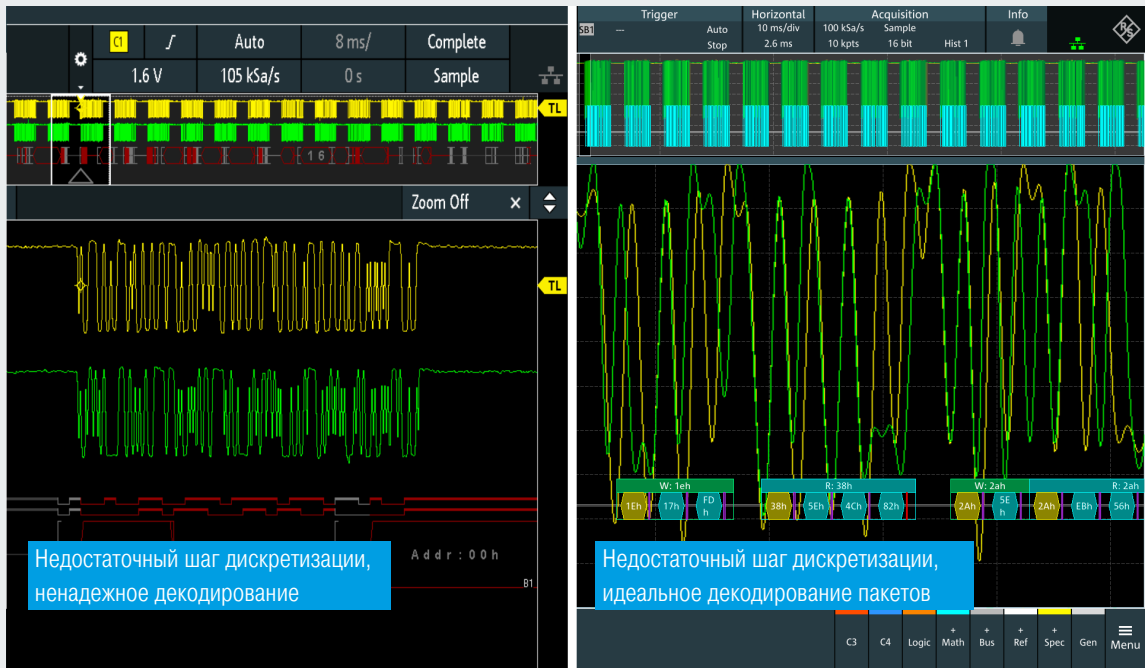 C1
Auto
8 ms/
Complete
1.6 V
105 kSa/s
0 s
Sample
TL
1 6
Zoom Off
×
TL
Addr:00h
B1
Недостаточный шаг дискретизации,
ненадежное декодирование
Trigger
Horizontal
Acquisition
Info
SB1
---
Auto
10 ms/div
100 kSa/s
Sample
Stop
2.6 ms
10 kpts
16 bit
Hist 1
R&S
W: 1eh
R: 38h
W: 2ah
R: 2ah
1Eh
17h
FD
h
38h
5Eh
4Ch
82h
2Ah
5E
h
2Ah
EBh
56h
Недостаточный шаг дискретизации,
идеальное декодирование пакетов
C3
C4
Logic
+
Math
+
Bus
+
Ref
+
Spec
Gen
Menu